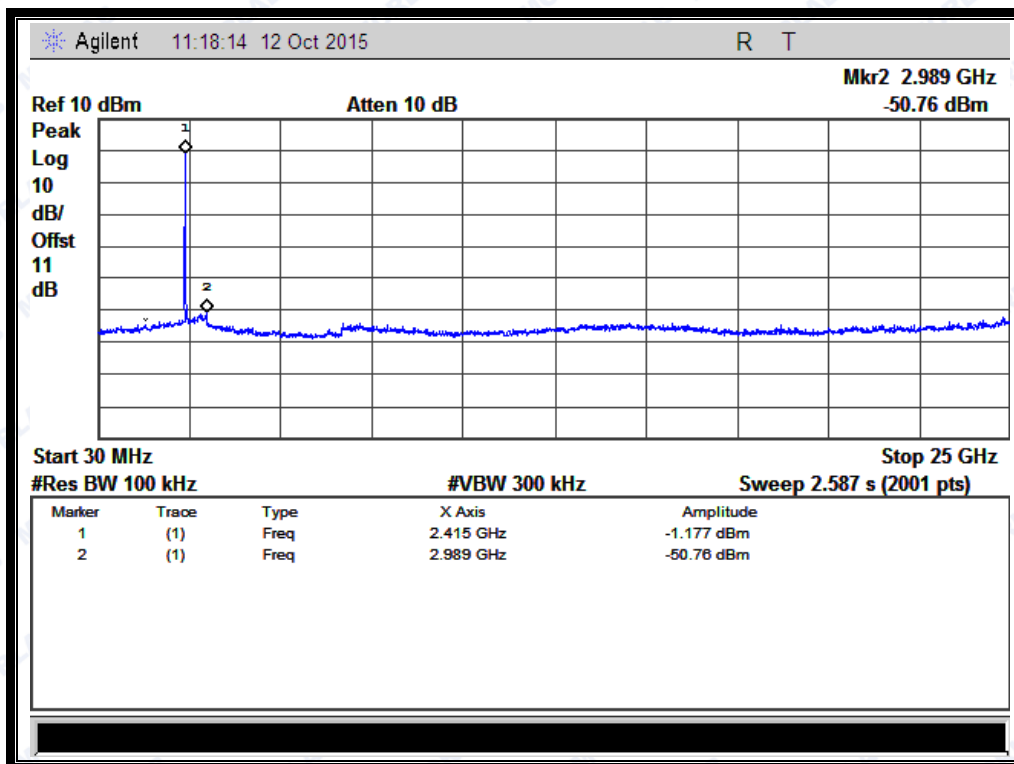 Agilent 11:18:14 12 Oct 2015 R T
Mkr2 2.989 GHz
Ref 10 dBm Atten 10 dB -50.76 dBm
Peak
Log
10
dB/
Offst
11
dB
1
2
Start 30 MHz Stop 25 GHz
#Res BW 100 kHz #VBW 300 kHz Sweep 2.587 s (2001 pts)
Marker Trace Type X Axis Amplitude
1 (1) Freq 2.415 GHz -1.177 dBm
2 (1) Freq 2.989 GHz -50.76 dBm